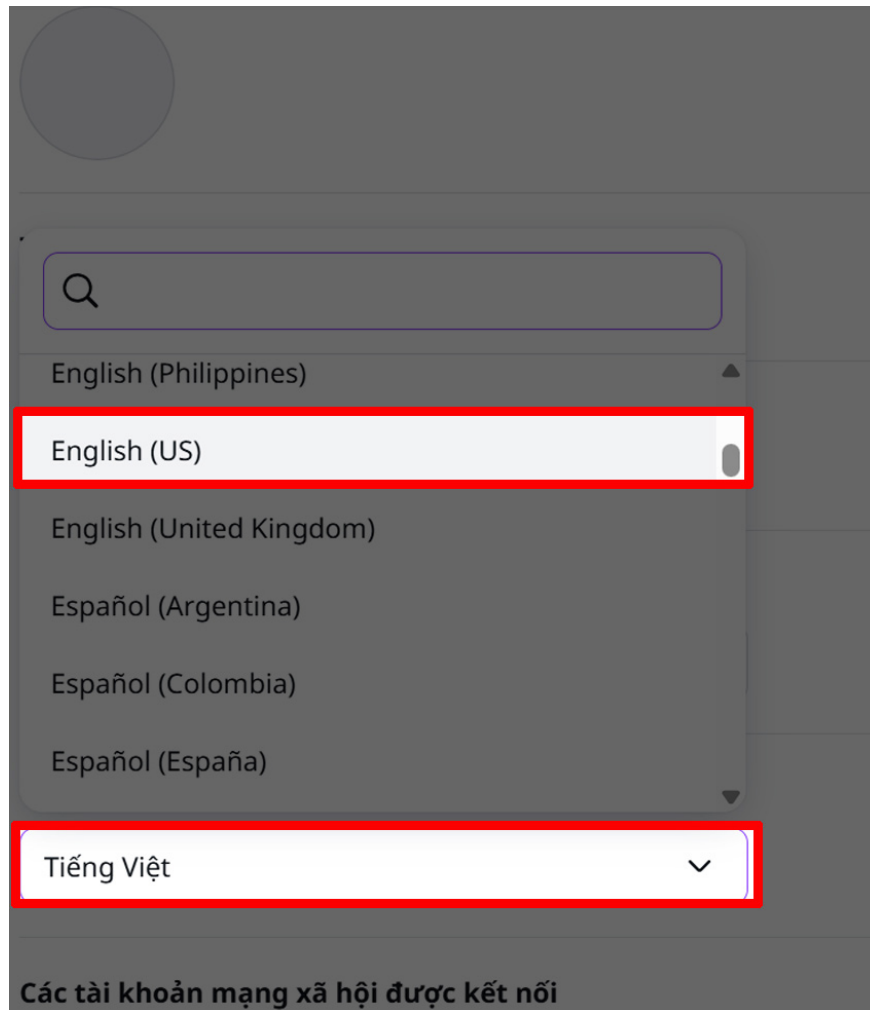 English (Philippines)
English (US)
English (United Kingdom)
Español (Argentina)
Español (Colombia)
Español (España)
Tiếng Việt
Các tài khoản mạng xã hội được kết nối